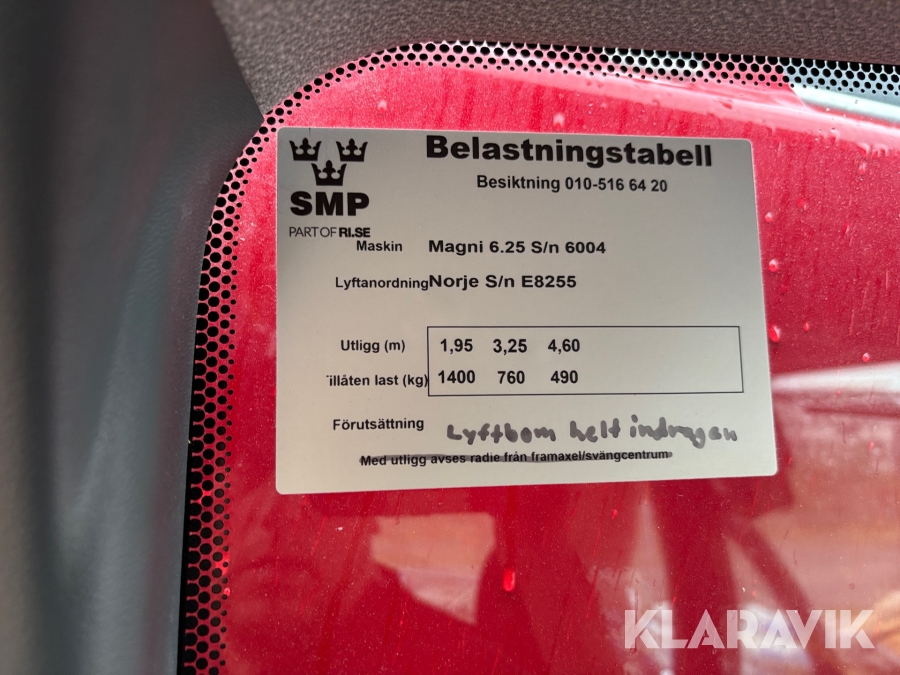 Belastningstabell
Besiktning 010-516 64 20
SMP
PART OF RI.SE
Maskin Magni 6.25 S/n 6004
Lyftanordning Norje S/n E8255
Utligg (m) 1,95 3,25 4,60
illåten last (kg) 1400 760 490
Förutsättning Lyftbom helt indragen
Med utligg avses radie från framaxel/svängcentrum
KLARAVIK